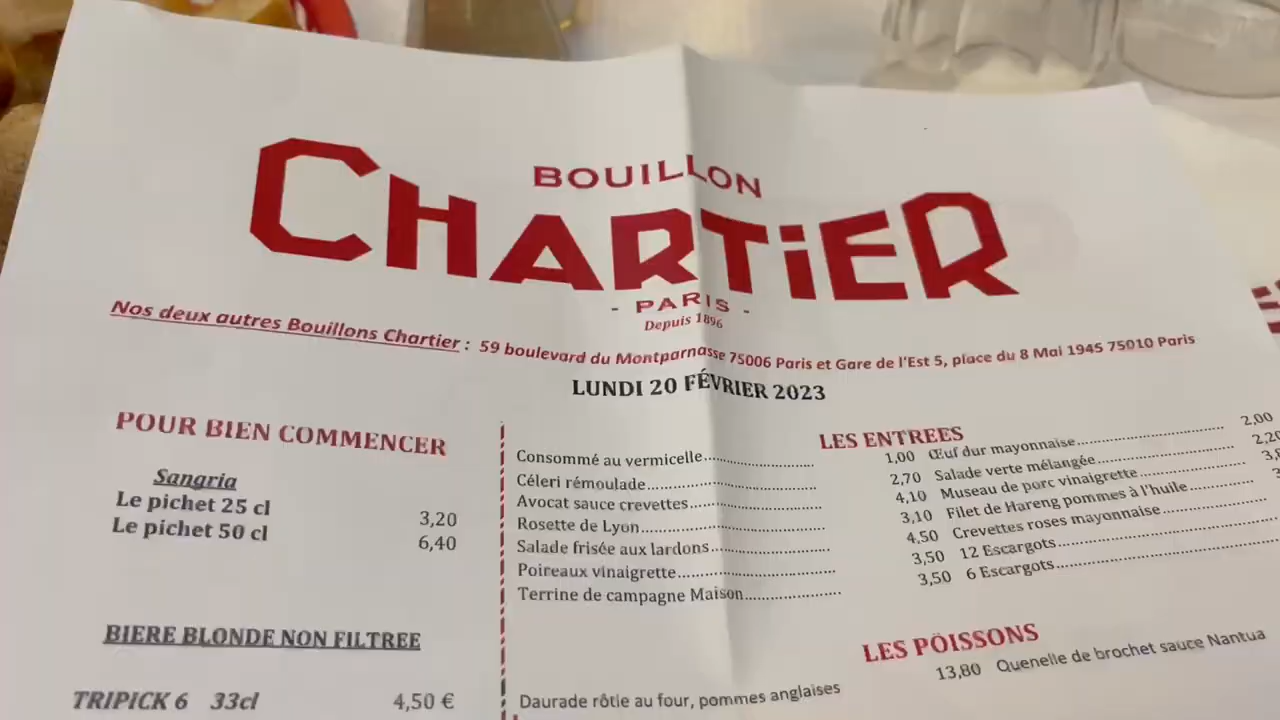 BOUILLON
CHARTIER
- PARIS -
Depuis 1896
Nos deux autres Bouillons Chartier : 59 boulevard du Montparnasse 75006 Paris et Gare de l'Est 5, place du 8 Mai 1945 75010 Paris
LUNDI 20 FÉVRIER 2023
POUR BIEN COMMENCER
Sangria
Le pichet 25 cl 3,20
Le pichet 50 cl 6,40
BIERE BLONDE NON FILTREE
TRIPICK 6 33cl 4,50 €
LES ENTREES
Consommé au vermicelle 1,00
Céleri rémoulade 2,70
Avocat sauce crevettes 4,10
Rosette de Lyon 3,10
Salade frisée aux lardons 4,50
Poireaux vinaigrette 3,50
Terrine de campagne Maison 3,50
Œuf dur mayonnaise 2,00
Salade verte mélangée 2,20
Museau de porc vinaigrette
Filet de Hareng pommes à l'huile
Crevettes roses mayonnaise
12 Escargots
6 Escargots
LES POISSONS
Daurade rôtie au four, pommes anglaises 13,80
Quenelle de brochet sauce Nantua